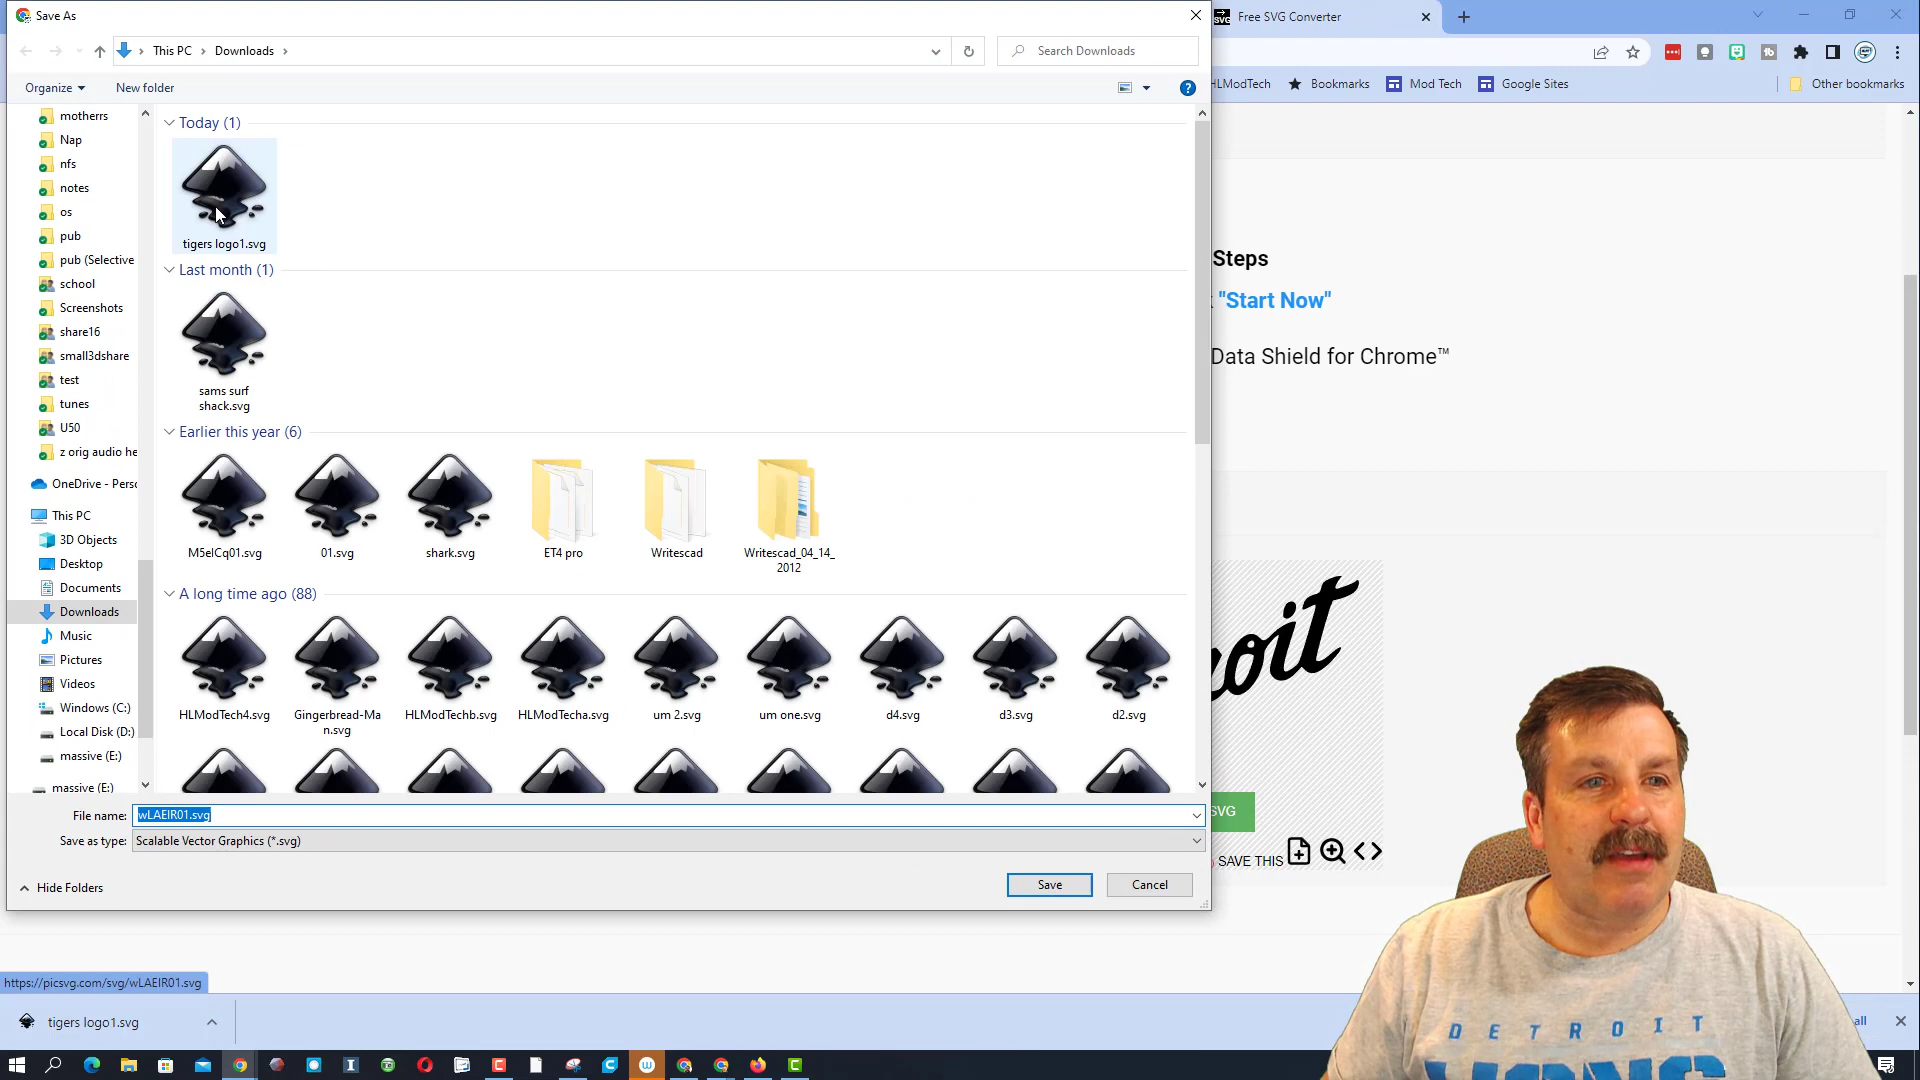 Save As
Free SVG Converter
This PC
Downloads
Search Downloads
Organize
New folder
HLModTech
Bookmarks
Mod Tech
Google Sites
Other bookmarks
motherrs
Nap
nfs
notes
os
pub
pub (Selective
school
Screenshots
share16
small3dshare
test
tunes
U50
z orig audio he
OneDrive - Perso
This PC
3D Objects
Desktop
Documents
Downloads
Music
Pictures
Videos
Windows (C:)
Local Disk (D:)
massive (E:)
massive (E:)
Today (1)
tigers logo1.svg
Last month (1)
sams surf
shack.svg
Earlier this year (6)
M5elCq01.svg
01.svg
shark.svg
ET4 pro
Writescad
Writescad_04_14_
2012
A long time ago (88)
HLModTech4.svg
Gingerbread-Ma
n.svg
HLModTechb.svg
HLModTecha.svg
um 2.svg
um one.svg
d4.svg
d3.svg
d2.svg
File name:
wLAEIR01.svg
Save as type:
Scalable Vector Graphics (*.svg)
Hide Folders
Save
Cancel
Steps
"Start Now"
Data Shield for Chrome™
oit
SVG
SAVE THIS
https://picsvg.com/svg/wLAEIR01.svg
tigers logo1.svg
all
DETROIT